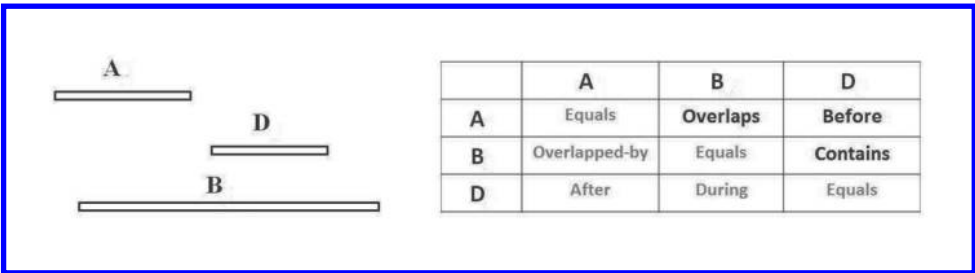 A
D
B
A B D
A Equals Overlaps Before
B Overlapped-by Equals Contains
D After During Equals